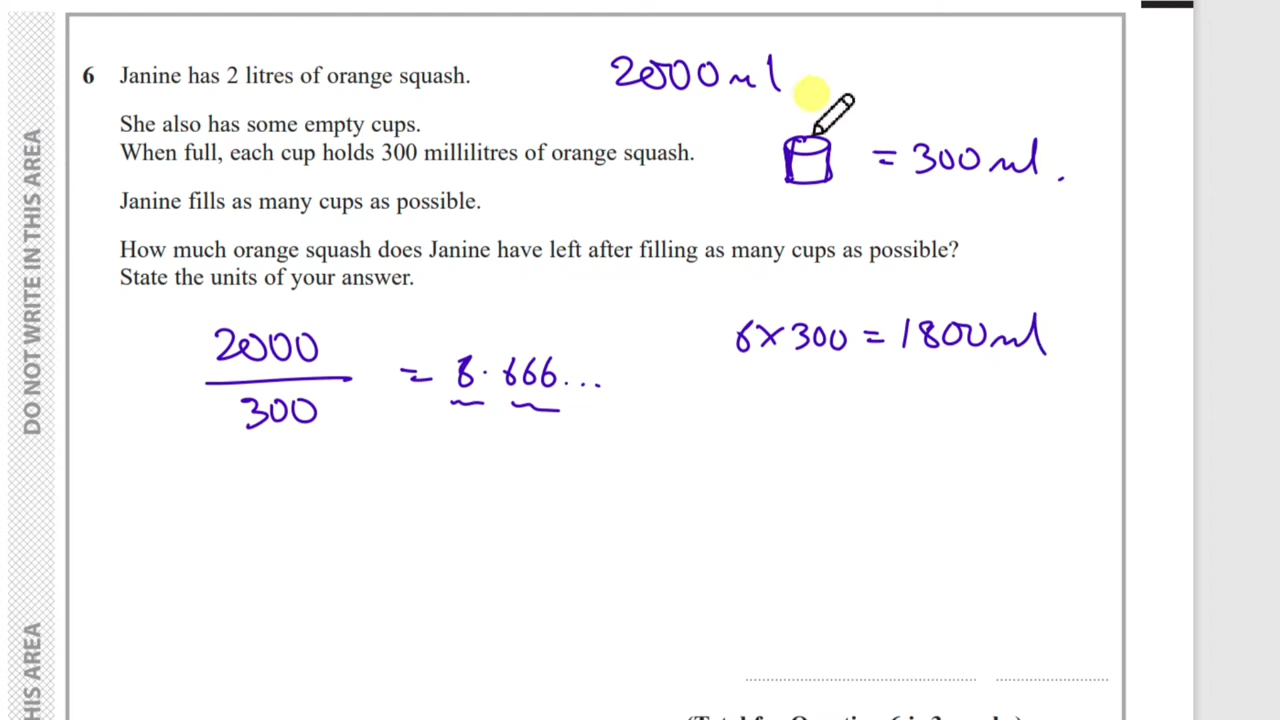 6 Janine has 2 litres of orange squash.
2000 ml
She also has some empty cups.
When full, each cup holds 300 millilitres of orange squash.
= 300 ml.
Janine fills as many cups as possible.
How much orange squash does Janine have left after filling as many cups as possible?
State the units of your answer.
2000
300
= 6.666...
6 × 300 = 1800 ml
DO NOT WRITE IN THIS AREA
HIS AREA